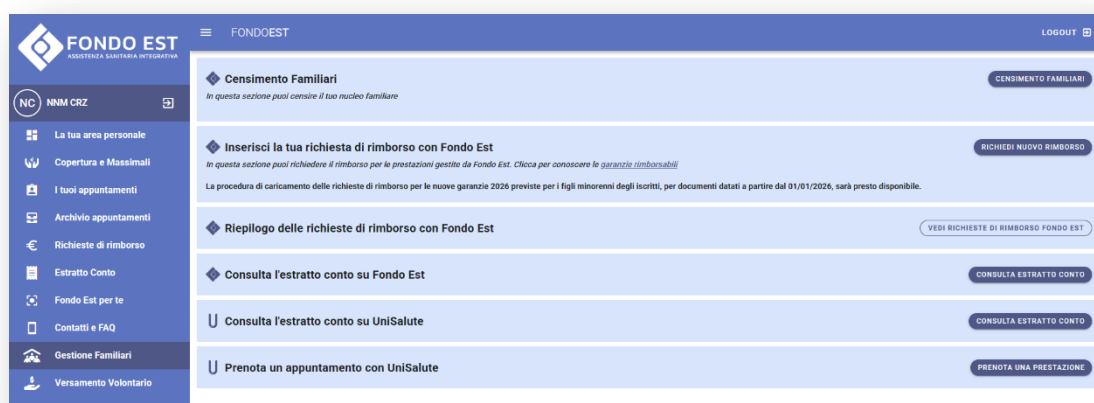 FONDO EST
ASSISTENZA SANITARIA INTEGRATIVA
FONDOEST
LOGOUT
NC NNM CRZ
La tua area personale
Copertura e Massimali
I tuoi appuntamenti
Archivio appuntamenti
Richieste di rimborso
Estratto Conto
Fondo Est per te
Contatti e FAQ
Gestione Familiari
Versamento Volontario
Censimento Familiari
In questa sezione puoi censire il tuo nucleo familiare
CENSIMENTO FAMILIARI
Inserisci la tua richiesta di rimborso con Fondo Est
In questa sezione puoi richiedere il rimborso per le prestazioni gestite da Fondo Est. Clicca per conoscere le garanzie rimborsabili
La procedura di caricamento delle richieste di rimborso per le nuove garanzie 2026 previste per i figli minorenni degli iscritti, per documenti datati a partire dal 01/01/2026, sarà presto disponibile.
RICHIEDI NUOVO RIMBORSO
Riepilogo delle richieste di rimborso con Fondo Est
VEDI RICHIESTE DI RIMBORSO FONDO EST
Consulta l'estratto conto su Fondo Est
CONSULTA ESTRATTO CONTO
Consulta l'estratto conto su UniSalute
CONSULTA ESTRATTO CONTO
Prenota un appuntamento con UniSalute
PRENOTA UNA PRESTAZIONE